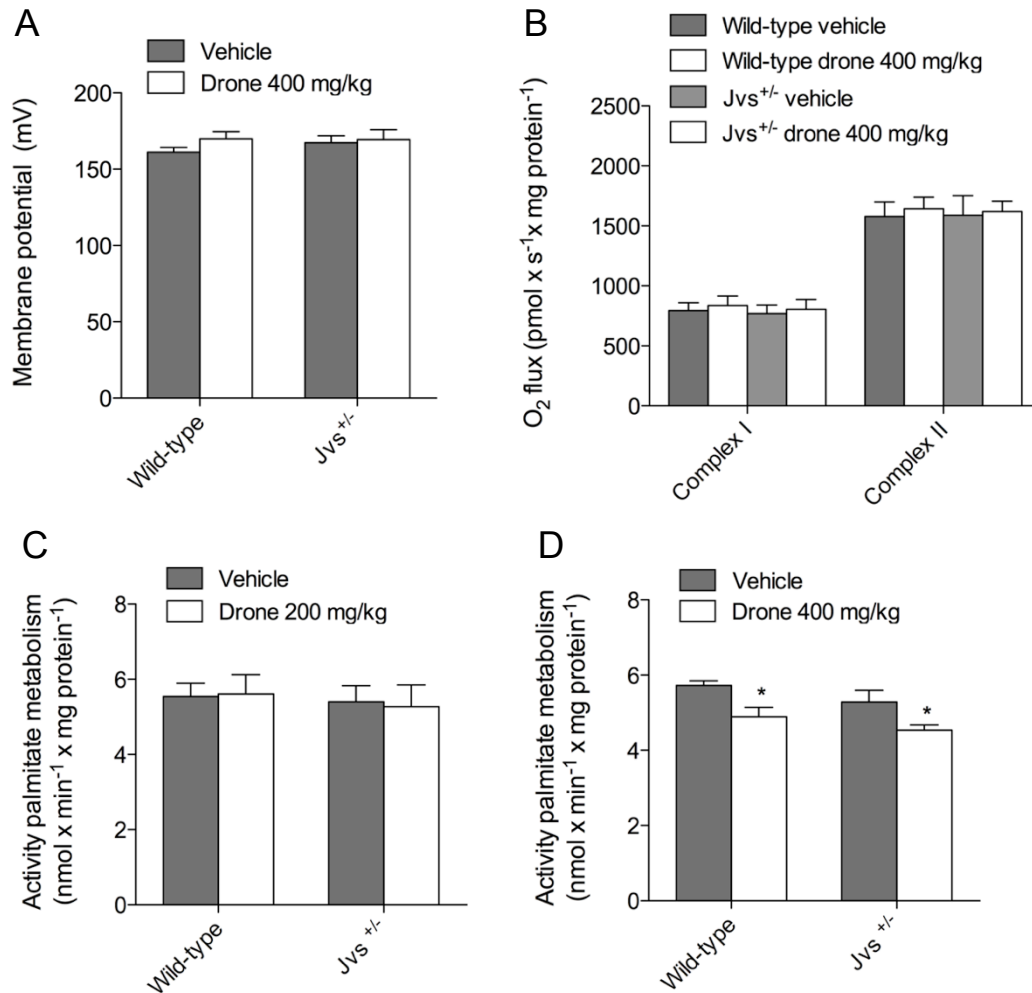 A
Vehicle
Drone 400 mg/kg
Membrane potential (mV)
200
150
100
50
0
Wild-type
Jvs+/-
B
Wild-type vehicle
Wild-type drone 400 mg/kg
Jvs+/- vehicle
Jvs+/- drone 400 mg/kg
O2 flux (pmol x s-1x mg protein-1)
2500
2000
1500
1000
500
0
Complex I
Complex II
C
Vehicle
Drone 200 mg/kg
Activity palmitate metabolism
(nmol x min-1 x mg protein-1)
8
6
4
2
0
Wild-type
Jvs +/-
D
Vehicle
Drone 400 mg/kg
Activity palmitate metabolism
(nmol x min-1 x mg protein-1)
8
6
4
2
0
*
*
Wild-type
Jvs +/-